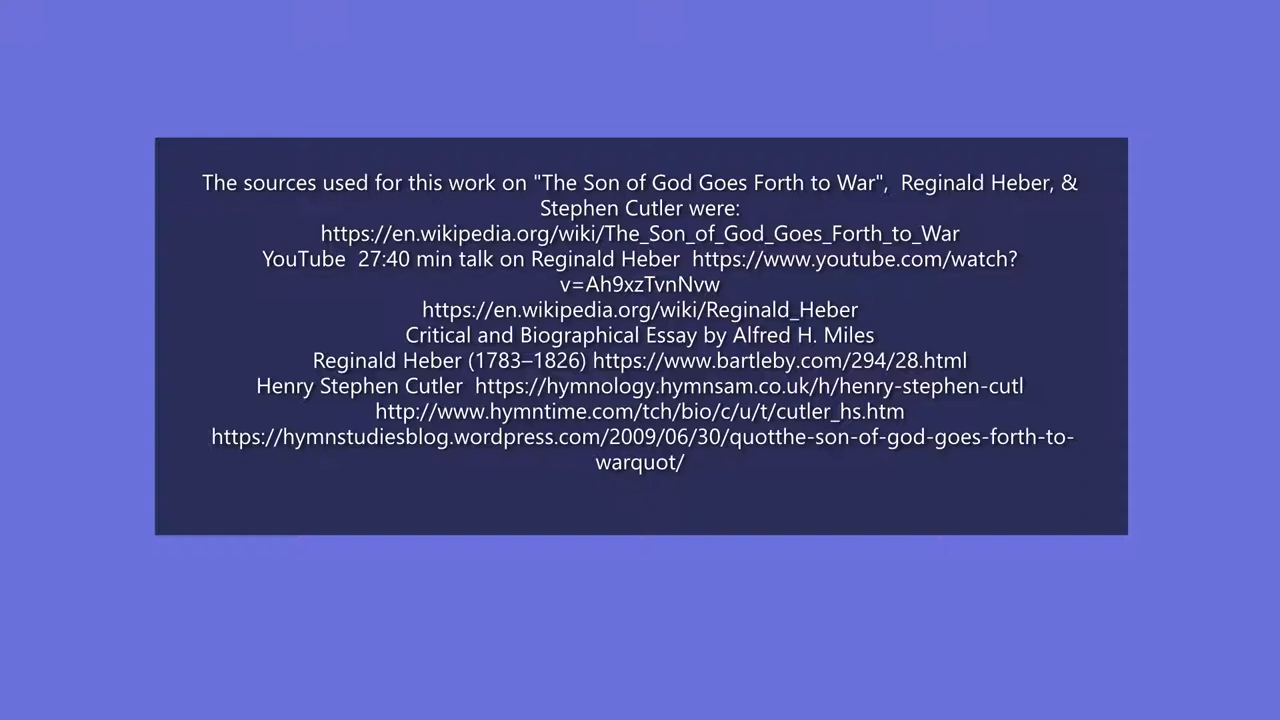 The sources used for this work on "The Son of God Goes Forth to War",  Reginald Heber, &
Stephen Cutler were:
https://en.wikipedia.org/wiki/The_Son_of_God_Goes_Forth_to_War
YouTube  27:40 min talk on Reginald Heber  https://www.youtube.com/watch?
v=Ah9xzTvnNvw
https://en.wikipedia.org/wiki/Reginald_Heber
Critical and Biographical Essay by Alfred H. Miles
Reginald Heber (1783–1826) https://www.bartleby.com/294/28.html
Henry Stephen Cutler  https://hymnology.hymnsam.co.uk/h/henry-stephen-cutl
http://www.hymntime.com/tch/bio/c/u/t/cutler_hs.htm
https://hymnstudiesblog.wordpress.com/2009/06/30/quotthe-son-of-god-goes-forth-to-
warquot/